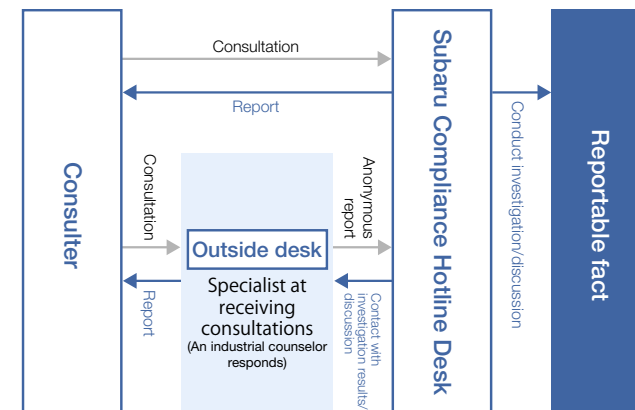 Consultation
Report
Consulter
Consultation
Report
Outside desk
Specialist at
receiving
consultations
(An industrial counselor
responds)
Anonymous
report
Contact with
investigation results/
discussion
Subaru Compliance Hotline Desk
Conduct investigation/discussion
Reportable fact